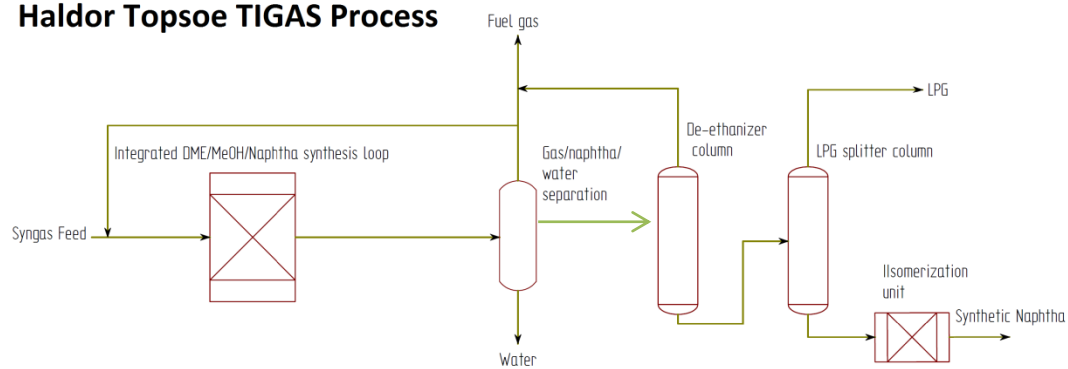 Haldor Topsoe TIGAS Process
Fuel gas
LPG
De-ethanizer
column
Integrated DME/MeOH/Naphtha synthesis loop
Gas/naphtha/
water
separation
LPG splitter column
Syngas Feed
IIsomerization
unit
Synthetic Naphtha
Water